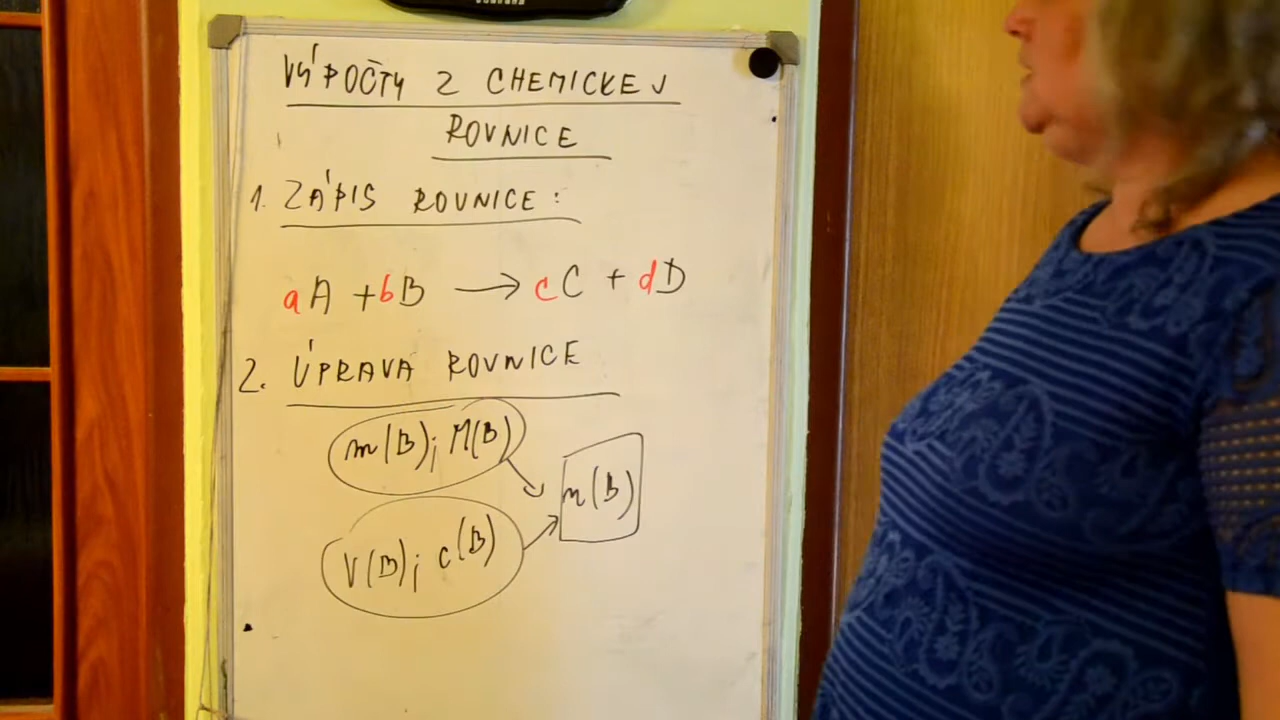 VÝPOČTY Z CHEMICKEJ
ROVNICE
1. ZÁPIS ROVNICE:
aA + bB → cC + dD
2. ÚPRAVA ROVNICE
m(B); M(B)
n(B)
V(B); c(B)